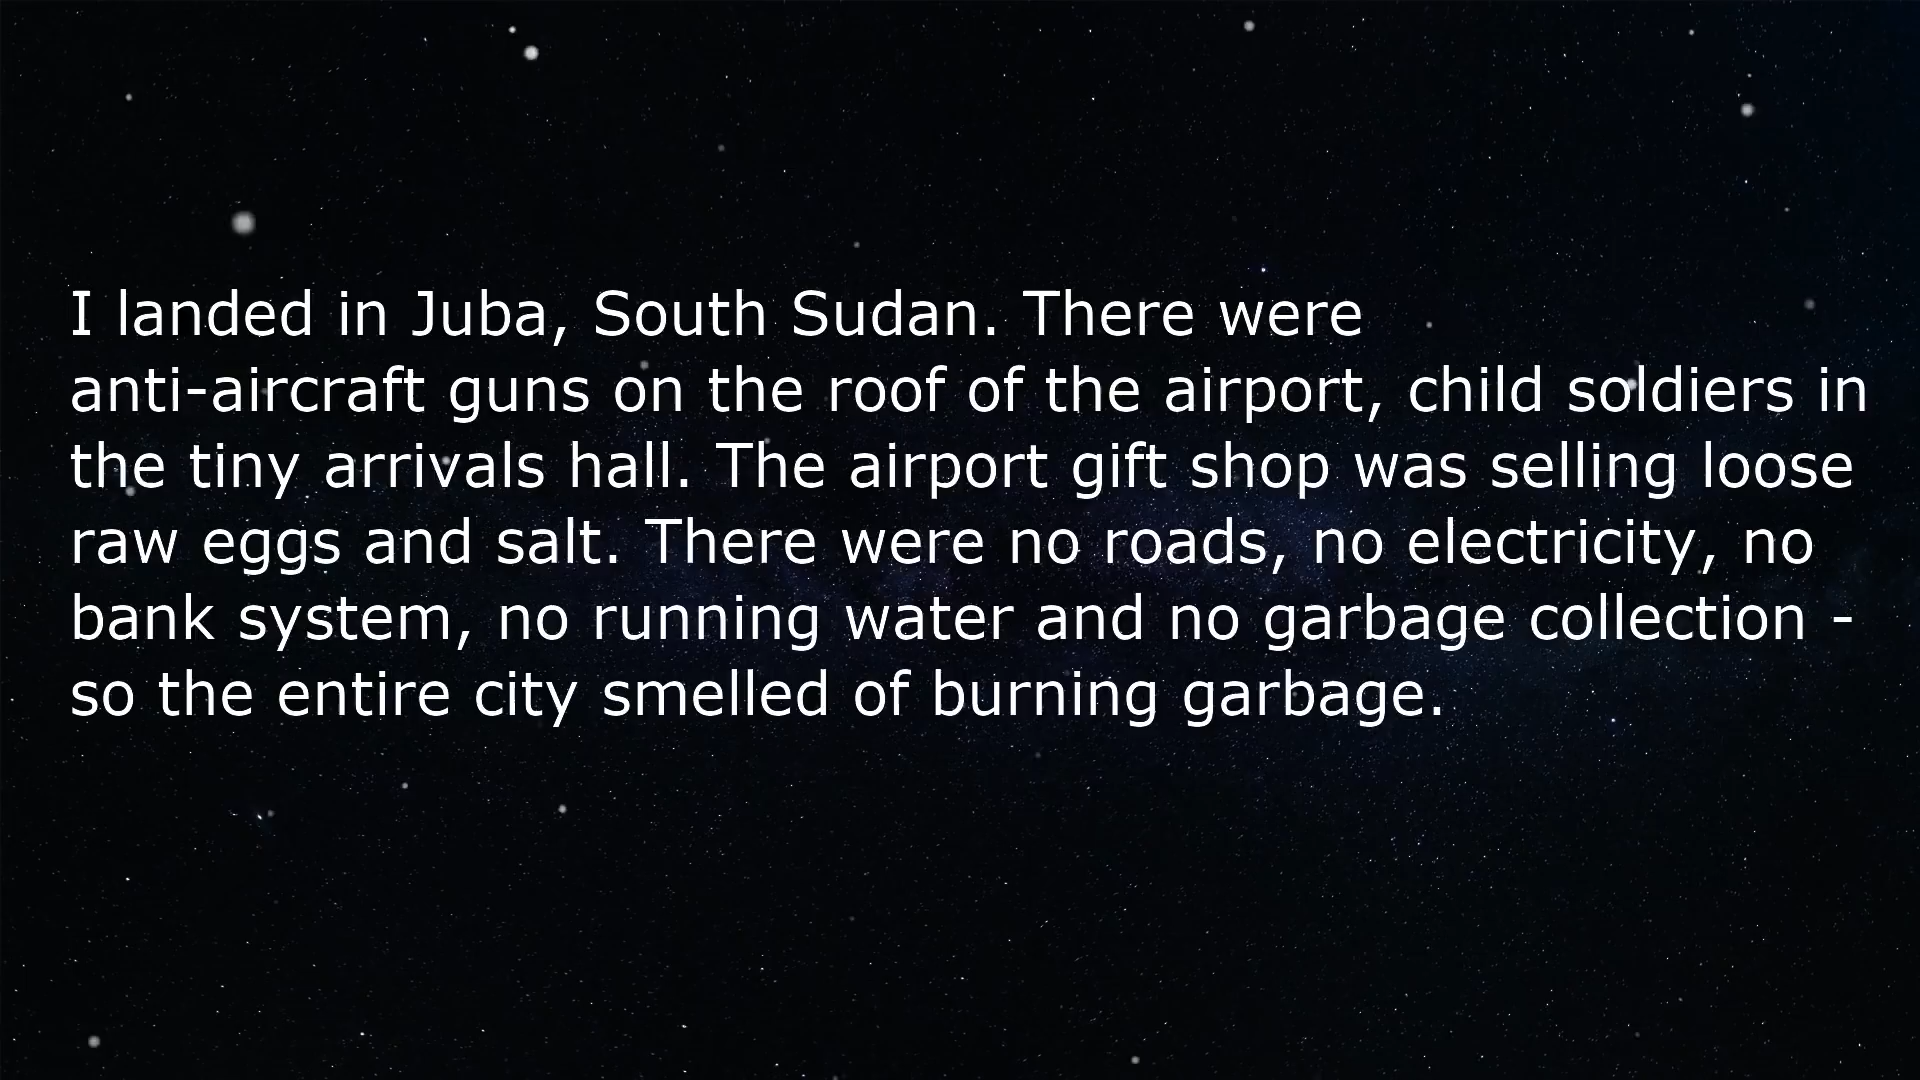 I landed in Juba, South Sudan. There were
anti-aircraft guns on the roof of the airport, child soldiers in
the tiny arrivals hall. The airport gift shop was selling loose
raw eggs and salt. There were no roads, no electricity, no
bank system, no running water and no garbage collection -
so the entire city smelled of burning garbage.